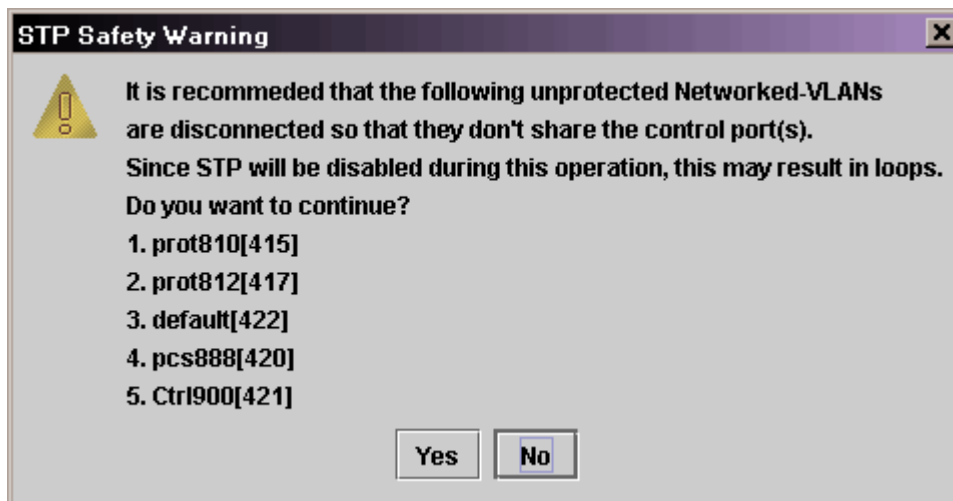 STP Safety Warning
It is recommeded that the following unprotected Networked-VLANs
are disconnected so that they don't share the control port(s).
Since STP will be disabled during this operation, this may result in loops.
Do you want to continue?
1. prot810[415]
2. prot812[417]
3. default[422]
4. pcs888[420]
5. Ctrl900[421]
Yes No